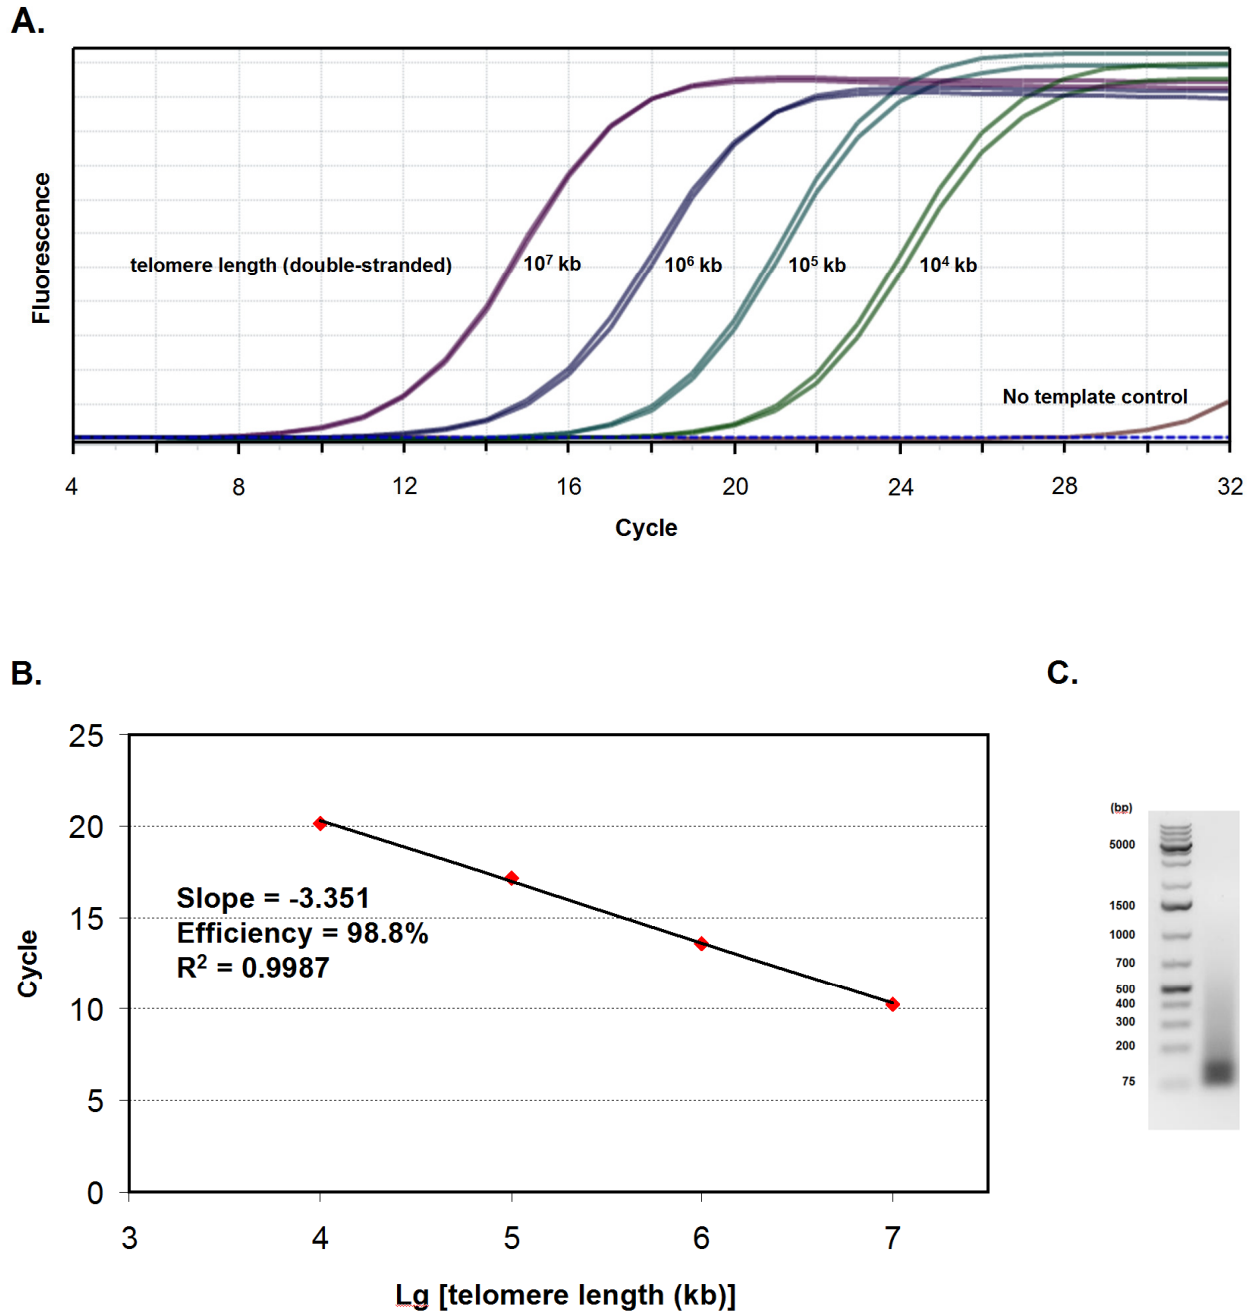 A.
Fluorescence
telomere length (double-stranded)
10⁷ kb
10⁶ kb
10⁵ kb
10⁴ kb
No template control
4 8 12 16 20 24 28 32
Cycle
B.
25
20
15
10
5
0
Cycle
Slope = -3.351
Efficiency = 98.8%
R² = 0.9987
3 4 5 6 7
Lg [telomere length (kb)]
C.
(bp)
5000
1500
1000
700
500
400
300
200
75